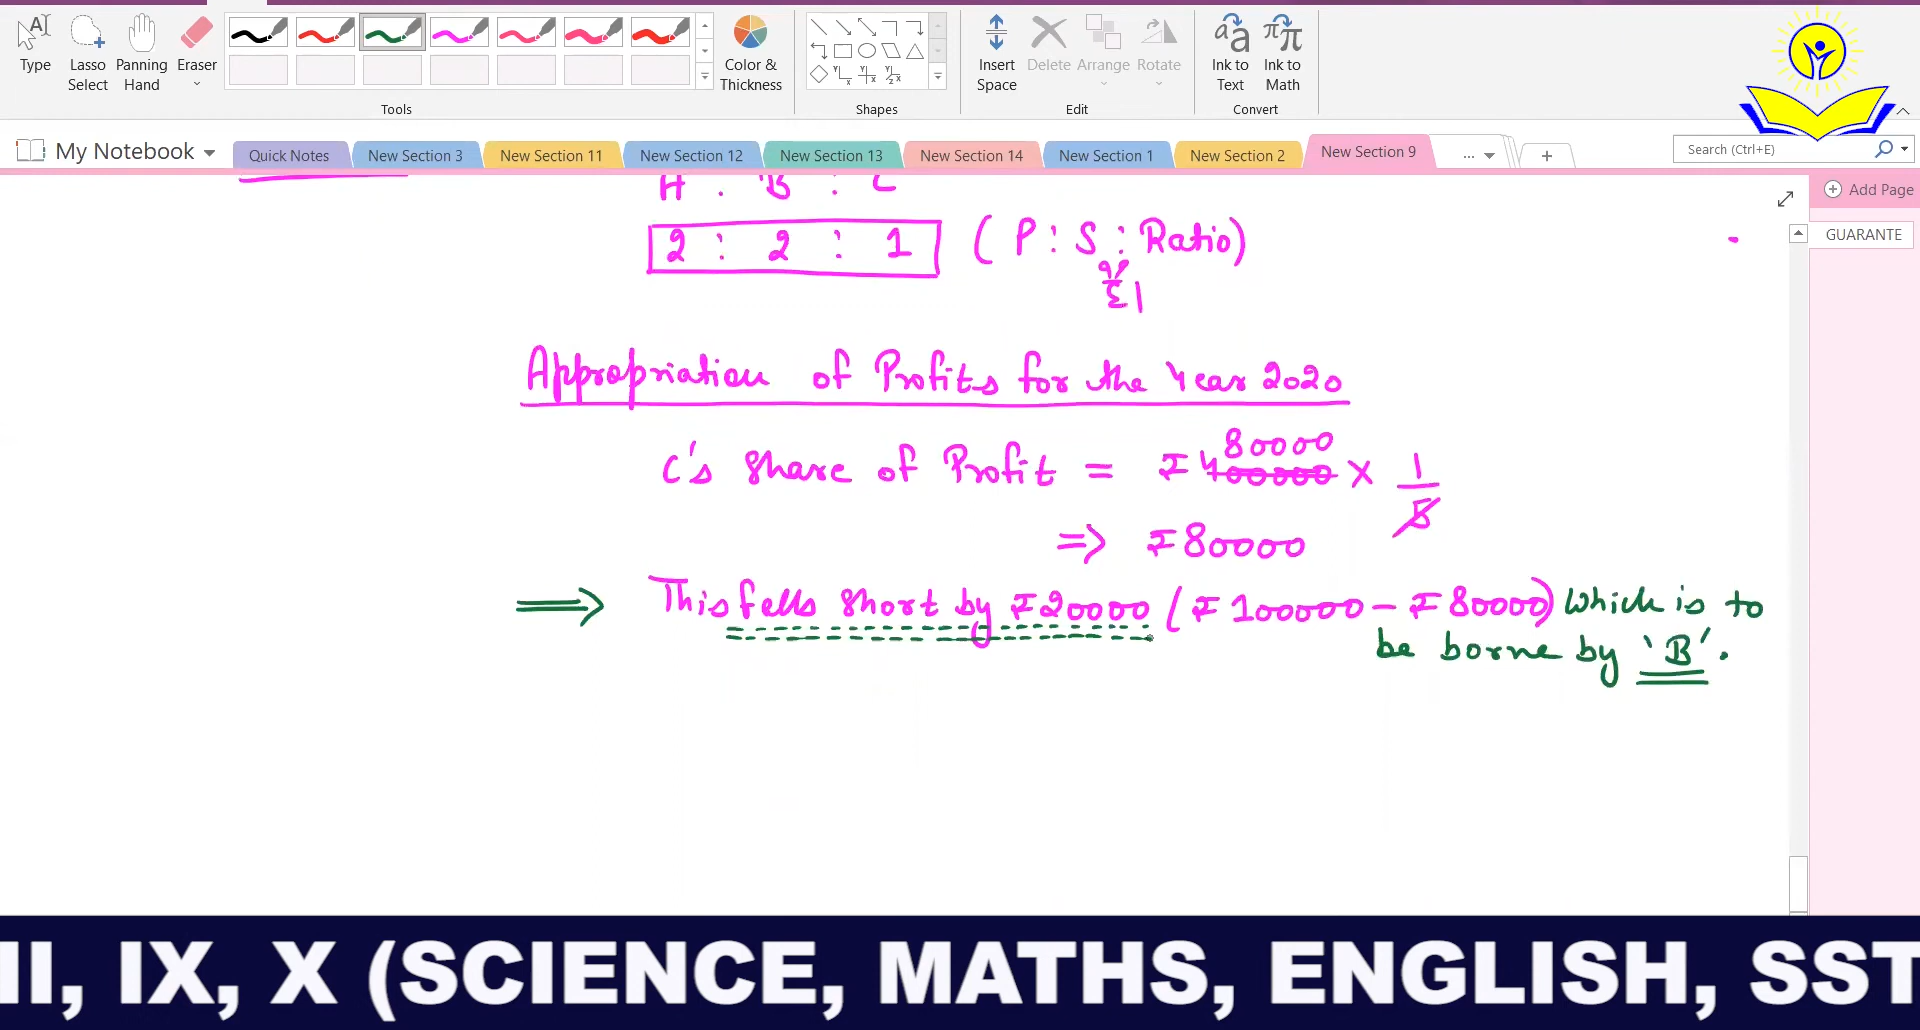 Type
Lasso Select
Panning Hand
Eraser
Color & Thickness
Insert Space
Delete
Arrange
Rotate
Ink to Text
Ink to Math
Tools
Shapes
Edit
Convert
My Notebook
Quick Notes
New Section 3
New Section 11
New Section 12
New Section 13
New Section 14
New Section 1
New Section 2
New Section 9
...
Search (Ctrl+E)
Add Page
GUARANTE
A : B : C
2 : 2 : 1 ( P : S : Ratio)
Appropriation of Profits for the Year 2020
80000
C's Share of Profit = ₹400000 × 1/5
⇒ ₹80000
⇒ This fells short by ₹20000 (₹100000 – ₹80000) which is to
be borne by 'B'.
II, IX, X (SCIENCE, MATHS, ENGLISH, SST